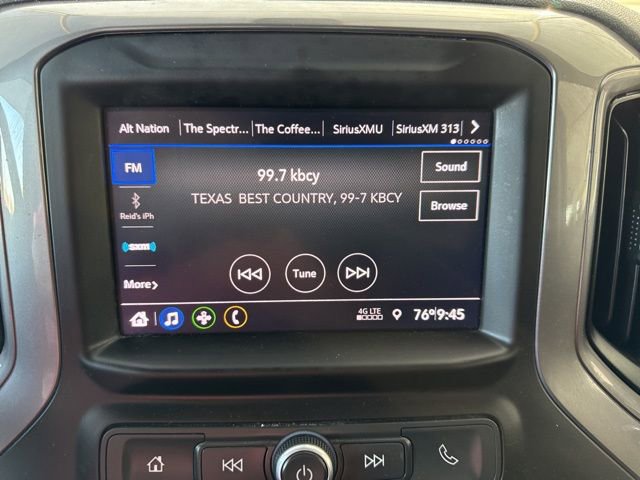 Alt Nation The Spectr... The Coffee... SiriusXMU SiriusXM 313
FM
99.7 kbcy
Sound
TEXAS BEST COUNTRY, 99-7 KBCY
Browse
Reid's iPh
SXM
Tune
More
4G LTE
76° 9:45